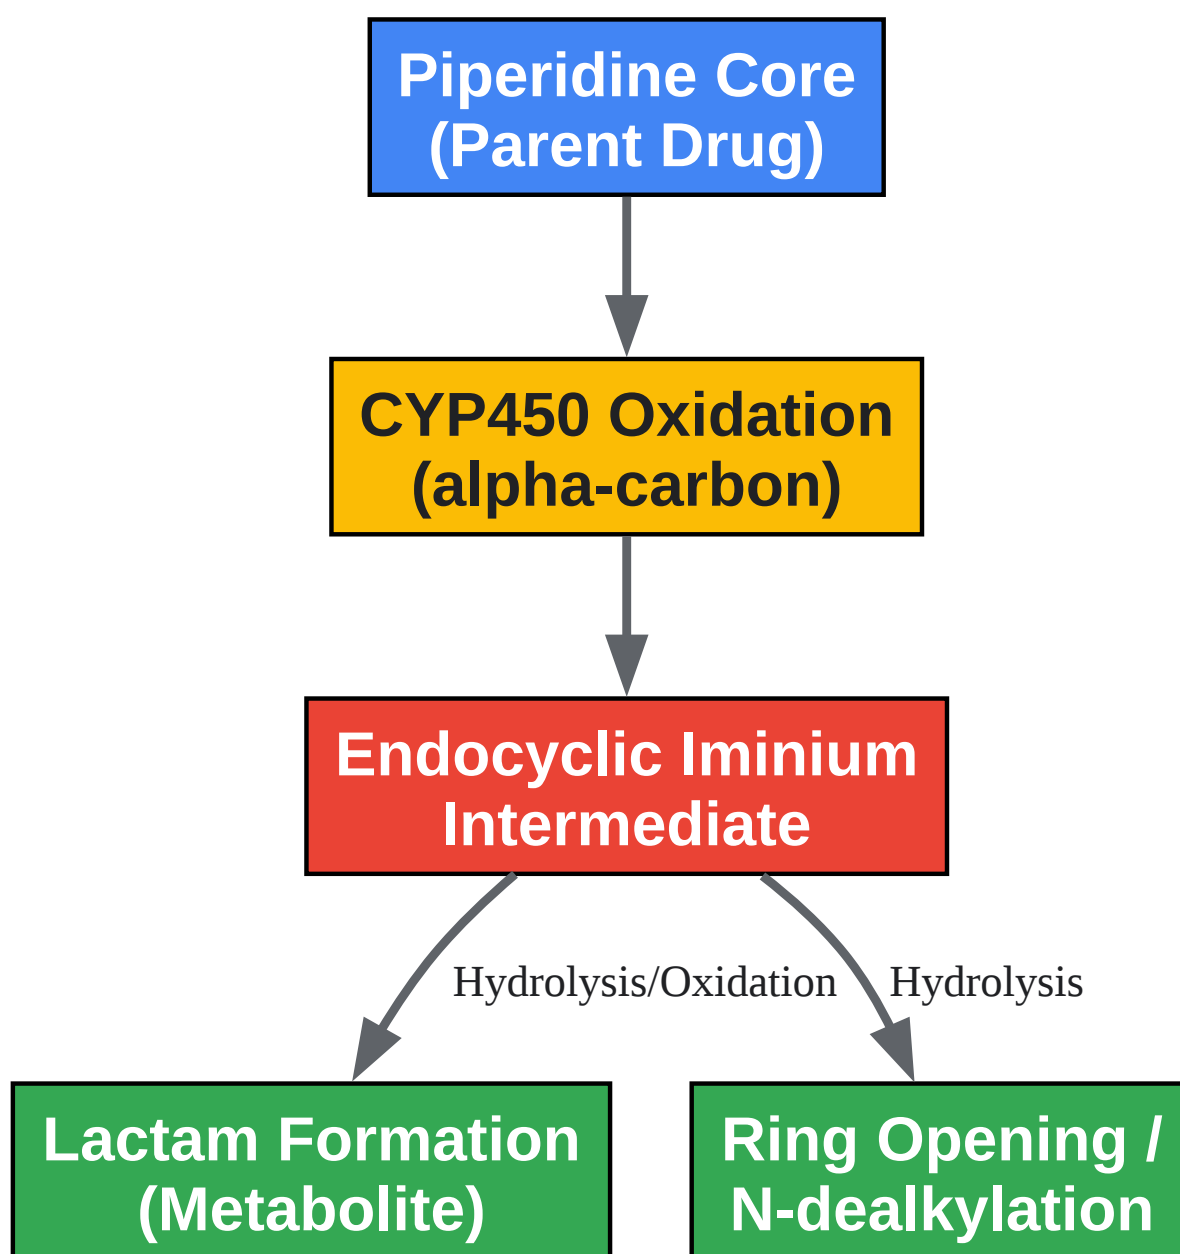 Piperidine Core
(Parent Drug)
CYP450 Oxidation
(alpha-carbon)
Endocyclic Iminium
Intermediate
Hydrolysis/Oxidation
Hydrolysis
Lactam Formation
(Metabolite)
Ring Opening /
N-dealkylation